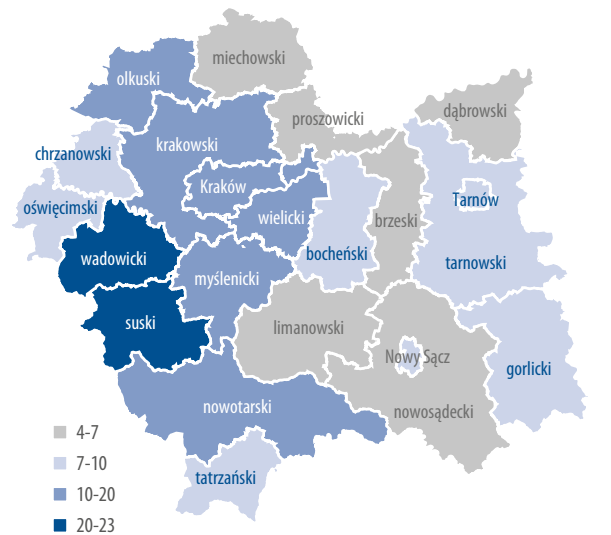 miechowski
olkuski
dąbrowski
proszowicki
krakowski
chrzanowski
Kraków
Tarnów
oświęcimski
wielicki
brzeski
bocheński
wadowicki
tarnowski
myślenicki
suski
limanowski
Nowy Sącz
gorlicki
nowotarski
nowosądecki
tatrzański
4-7
7-10
10-20
20-23